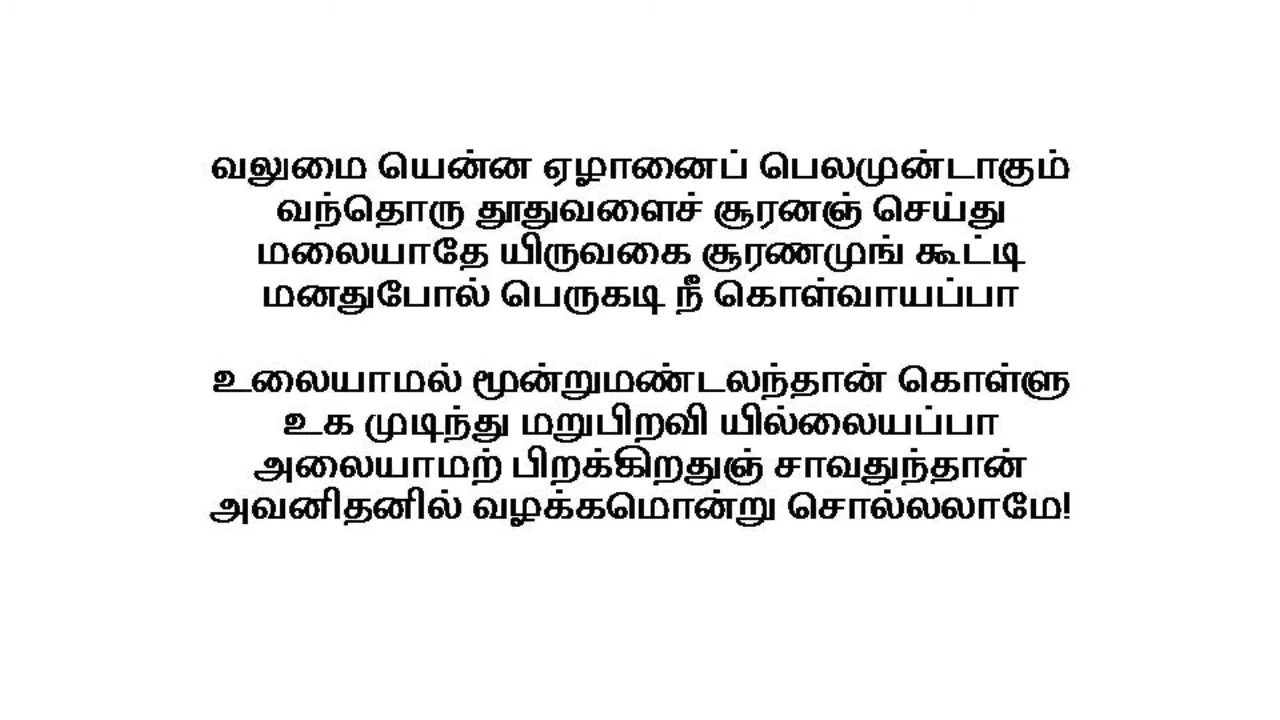 வலுமை யென்ன ஏழானைப் பெலமுன்டாகும்
வந்தொரு தூதுவளைச் சூரனஞ் செய்து
மலையாதே யிருவகை சூரணமுங் கூட்டி
மனதுபோல் பெருகடி நீ கொள்வாயப்பா
உலையாமல் மூன்றுமண்டலந்தான் கொள்ளு
உக முடிந்து மறுபிறவி யில்லையப்பா
அலையாமற் பிறக்கிறதுஞ் சாவதுந்தான்
அவனிதனில் வழக்கமொன்று சொல்லலாமே!